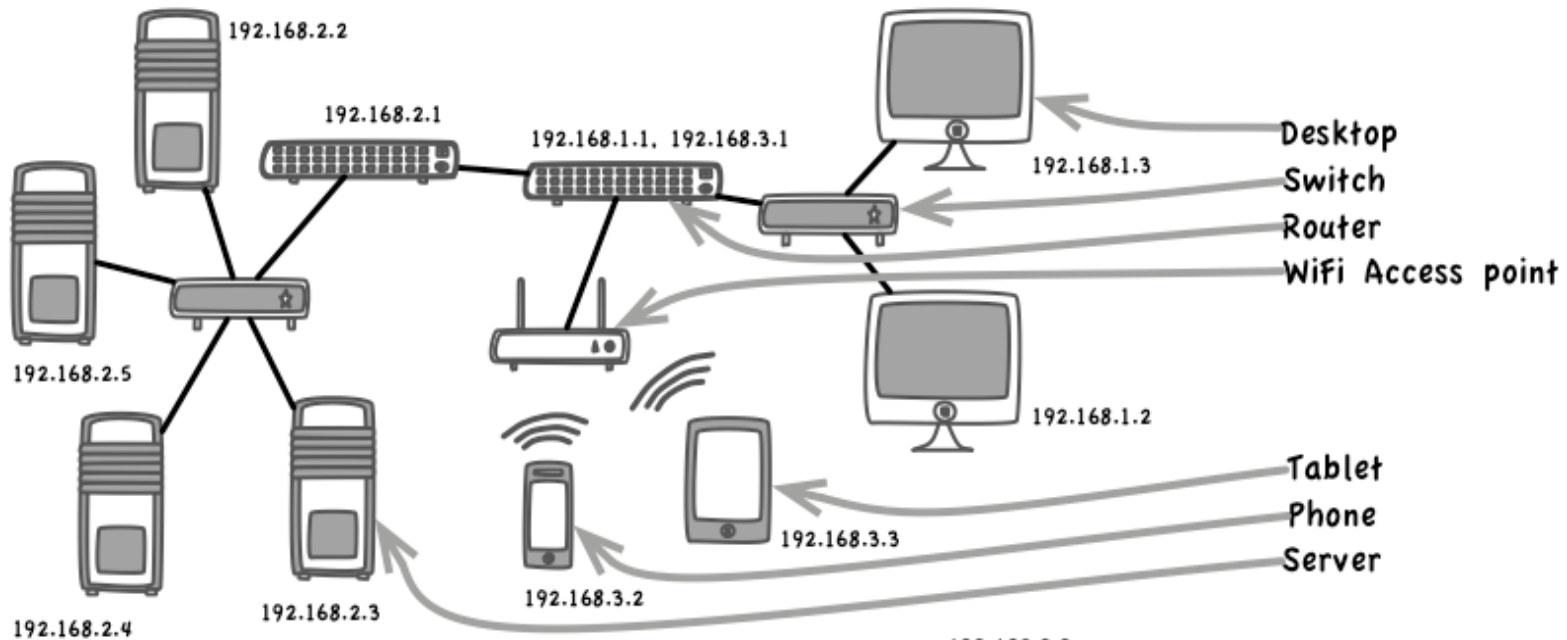 192.168.2.2
192.168.2.1
192.168.1.1, 192.168.3.1
192.168.1.3
Desktop
Switch
Router
WiFi Access point
192.168.2.5
192.168.1.2
Tablet
Phone
Server
192.168.3.3
192.168.3.2
192.168.2.3
192.168.2.4